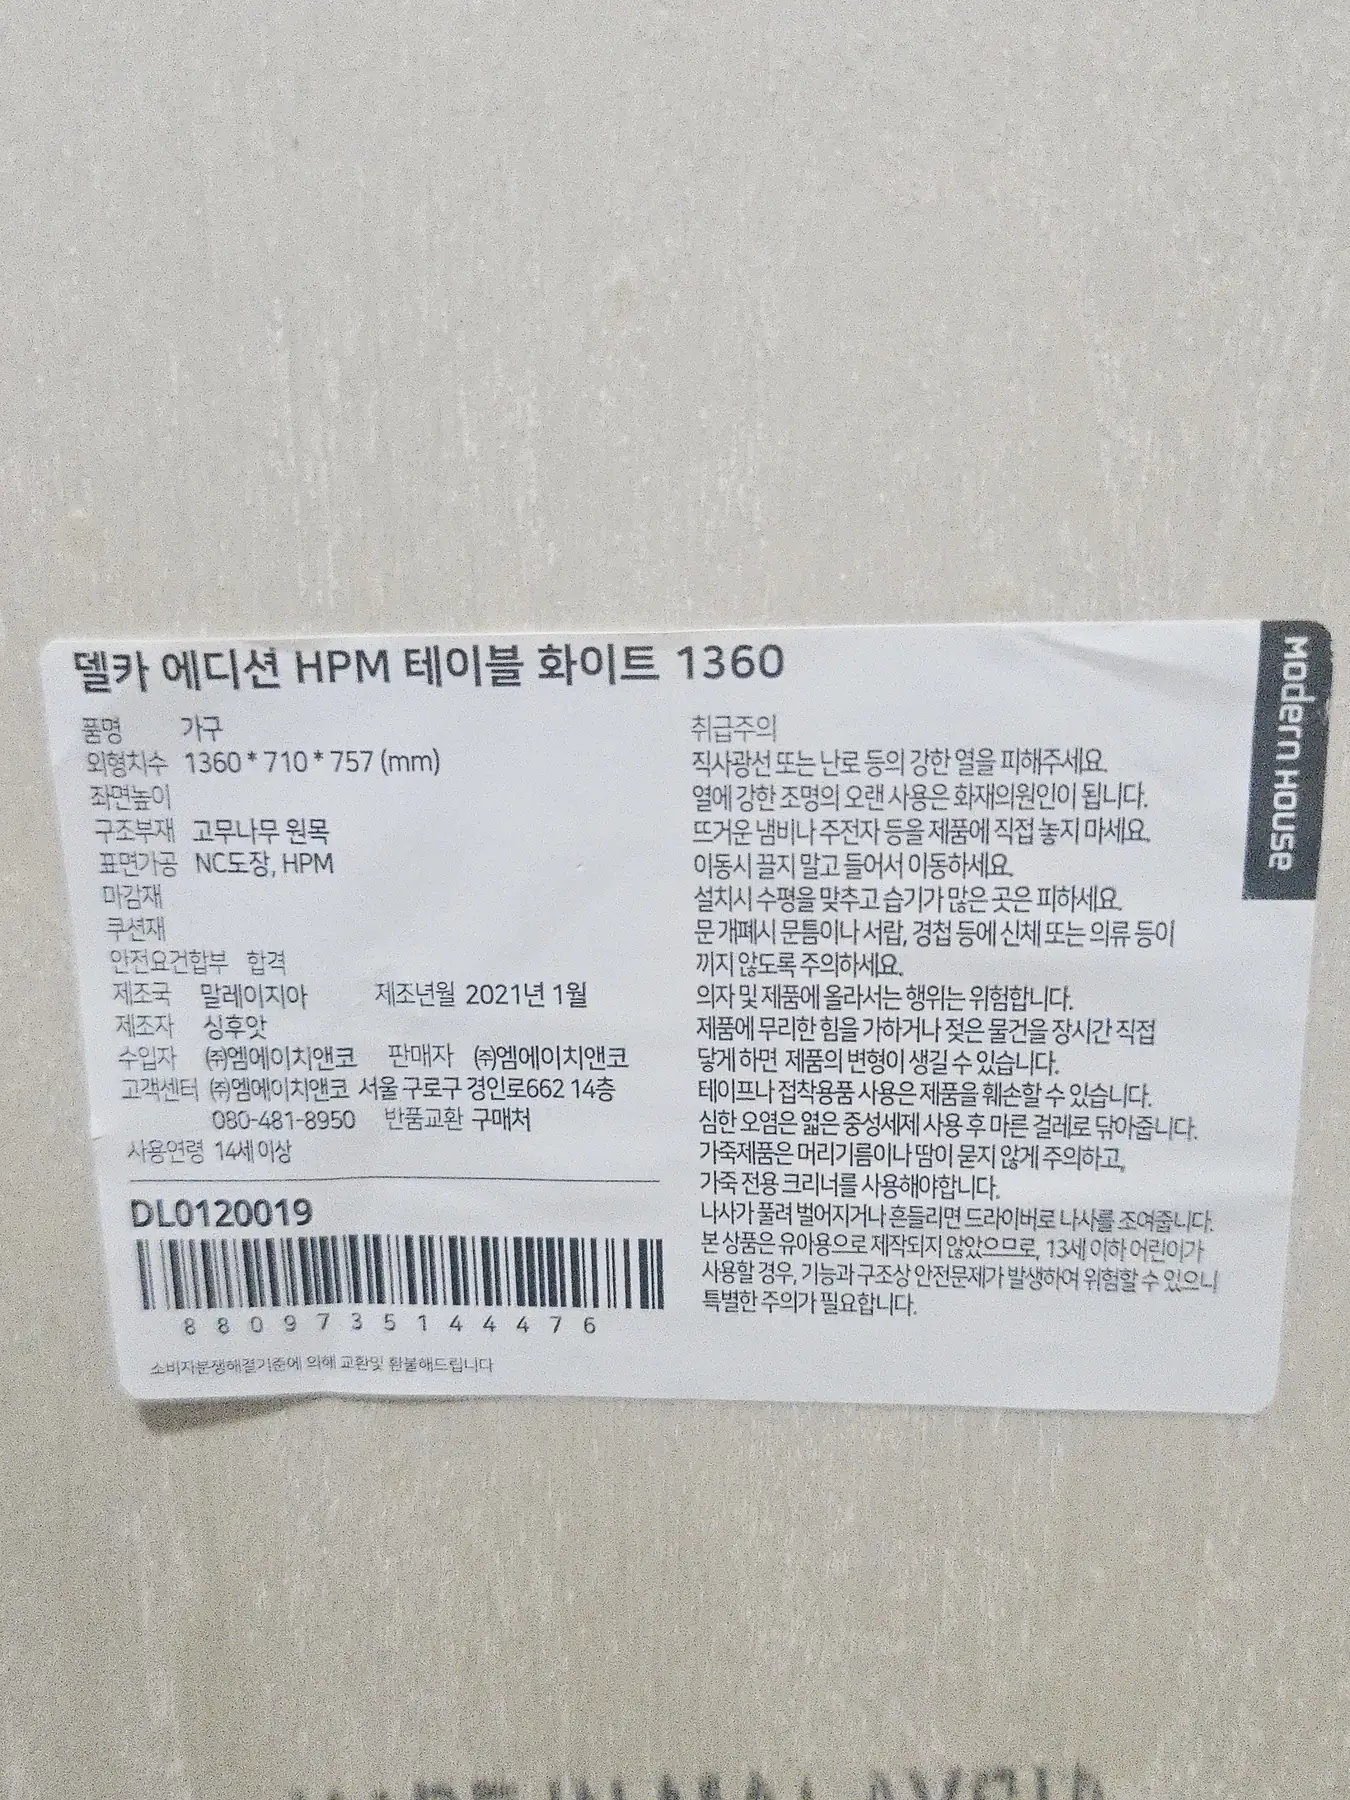 델카 에디션 HPM 테이블 화이트 1360
품명 가구
외형치수 1360 * 710 * 757 (mm)
좌면높이
구조부재 고무나무 원목
표면가공 NC도장, HPM
마감재
쿠션재
안전요건합부 합격
제조국 말레이지아 제조년월 2021년 1월
제조자 싱후앗
수입자 ㈜엠에이치앤코 판매자 ㈜엠에이치앤코
고객센터 ㈜엠에이치앤코 서울 구로구 경인로662 14층
080-481-8950 반품교환 구매처
사용연령 14세 이상
DL0120019
8809735144476
소비자분쟁해결기준에 의해 교환및 환불해드립니다
취급주의
직사광선 또는 난로 등의 강한 열을 피해주세요.
열에 강한 조명의 오랜 사용은 화재의원인이 됩니다.
뜨거운 냄비나 주전자 등을 제품에 직접 놓지 마세요.
이동시 끌지 말고 들어서 이동하세요.
설치시 수평을 맞추고 습기가 많은 곳은 피하세요.
문 개폐시 문틈이나 서랍, 경첩 등에 신체 또는 의류 등이
끼지 않도록 주의하세요.
의자 및 제품에 올라서는 행위는 위험합니다.
제품에 무리한 힘을 가하거나 젖은 물건을 장시간 직접
닿게 하면 제품의 변형이 생길 수 있습니다.
테이프나 접착용품 사용은 제품을 훼손할 수 있습니다.
심한 오염은 엷은 중성세제 사용 후 마른 걸레로 닦아줍니다.
가죽제품은 머리기름이나 땀이 묻지 않게 주의하고,
가죽 전용 크리너를 사용해야합니다.
나사가 풀려 벌어지거나 흔들리면 드라이버로 나사를 조여줍니다.
본 상품은 유아용으로 제작되지 않았으므로, 13세 이하 어린이가
사용할 경우, 기능과 구조상 안전문제가 발생하여 위험할 수 있으니
특별한 주의가 필요합니다.
Modern House